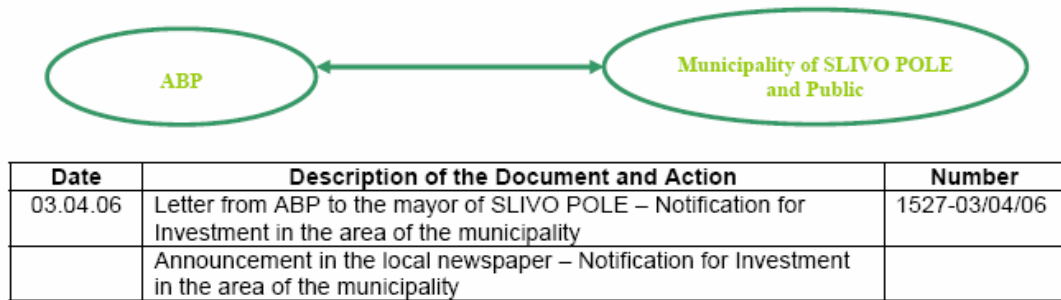 ABP
Municipality of SLIVO POLE
and Public
Date Description of the Document and Action Number
03.04.06 Letter from ABP to the mayor of SLIVO POLE – Notification for 1527-03/04/06
Investment in the area of the municipality
Announcement in the local newspaper – Notification for Investment
in the area of the municipality